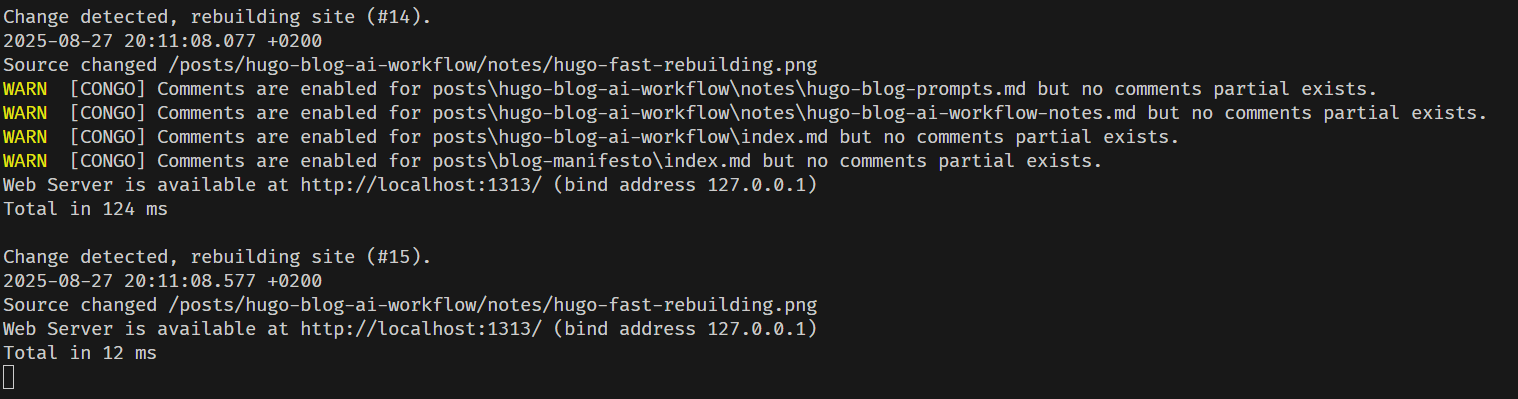 Change detected, rebuilding site (#14).
2025-08-27 20:11:08.077 +0200
Source changed /posts/hugo-blog-ai-workflow/notes/hugo-fast-rebuilding.png
WARN  [CONGO] Comments are enabled for posts\hugo-blog-ai-workflow\notes\hugo-blog-prompts.md but no comments partial exists.
WARN  [CONGO] Comments are enabled for posts\hugo-blog-ai-workflow\notes\hugo-blog-ai-workflow-notes.md but no comments partial exists.
WARN  [CONGO] Comments are enabled for posts\hugo-blog-ai-workflow\index.md but no comments partial exists.
WARN  [CONGO] Comments are enabled for posts\blog-manifesto\index.md but no comments partial exists.
Web Server is available at http://localhost:1313/ (bind address 127.0.0.1)
Total in 124 ms

Change detected, rebuilding site (#15).
2025-08-27 20:11:08.577 +0200
Source changed /posts/hugo-blog-ai-workflow/notes/hugo-fast-rebuilding.png
Web Server is available at http://localhost:1313/ (bind address 127.0.0.1)
Total in 12 ms